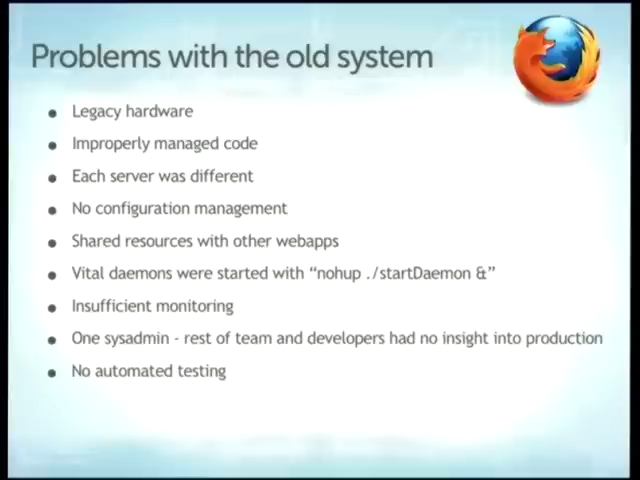 Problems with the old system
Legacy hardware
Improperly managed code
Each server was different
No configuration management
Shared resources with other webapps
Vital daemons were started with “nohup ./startDaemon &”
Insufficient monitoring
One sysadmin - rest of team and developers had no insight into production
No automated testing